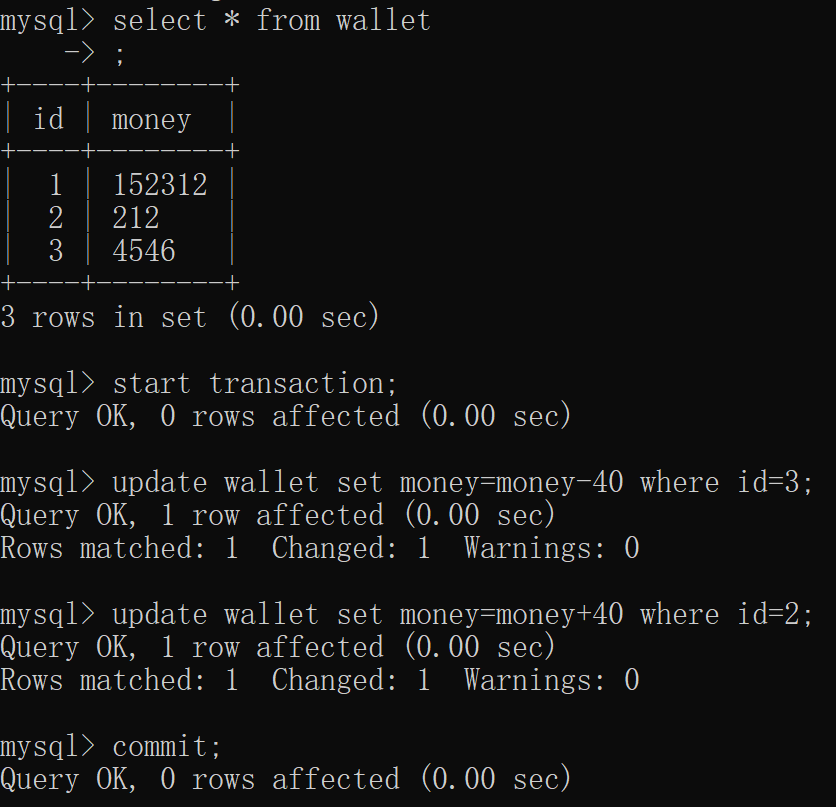 mysql> select * from wallet
    -> ;
+----+--------+
| id | money  |
+----+--------+
|  1 | 152312 |
|  2 | 212    |
|  3 | 4546   |
+----+--------+
3 rows in set (0.00 sec)

mysql> start transaction;
Query OK, 0 rows affected (0.00 sec)

mysql> update wallet set money=money-40 where id=3;
Query OK, 1 row affected (0.00 sec)
Rows matched: 1  Changed: 1  Warnings: 0

mysql> update wallet set money=money+40 where id=2;
Query OK, 1 row affected (0.00 sec)
Rows matched: 1  Changed: 1  Warnings: 0

mysql> commit;
Query OK, 0 rows affected (0.00 sec)